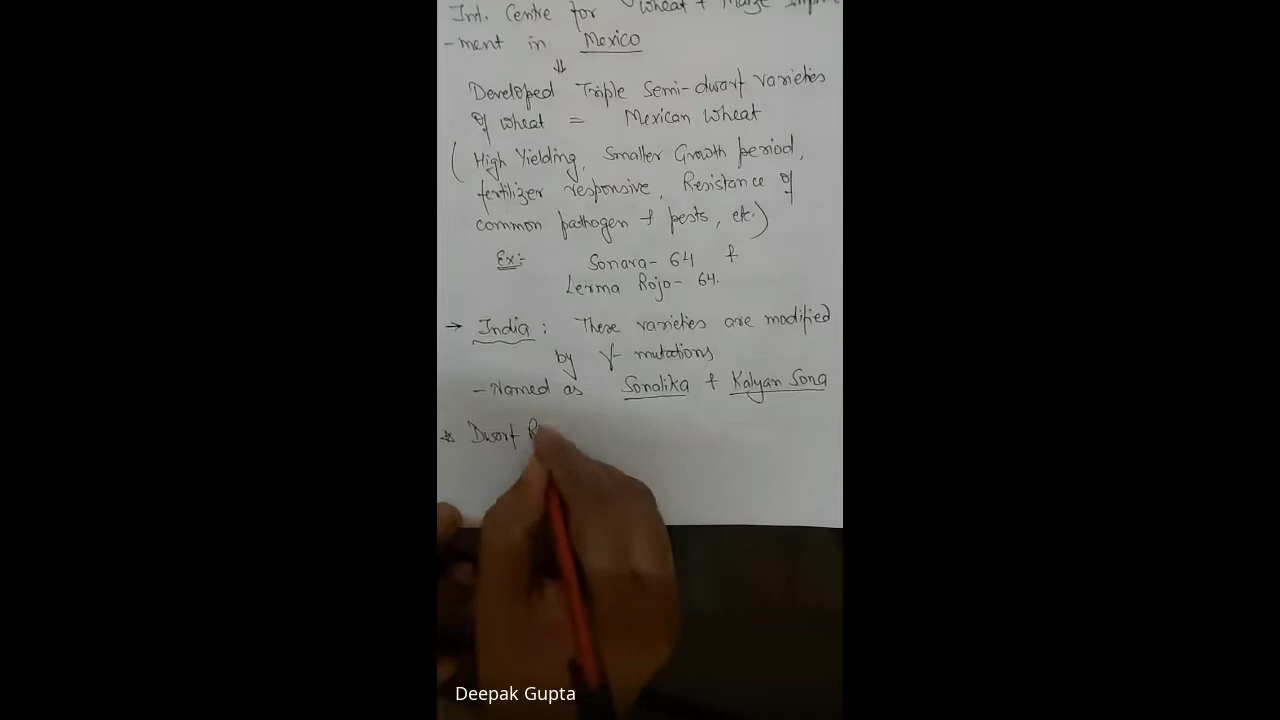 Int. Centre for Wheat + Maize
-ment in Mexico
⇓
Developed Triple Semi-dwarf varieties
of wheat = Mexican Wheat
(High Yielding, Smaller Growth period,
fertilizer responsive, Resistance of
common pathogen + pests, etc.)
Ex:- Sonara-64 +
Lerma Rojo-64.
→ India: These varieties are modified
by γ- mutations
- Named as Sonalika + Kalyan Sona
* Dwarf
Deepak Gupta